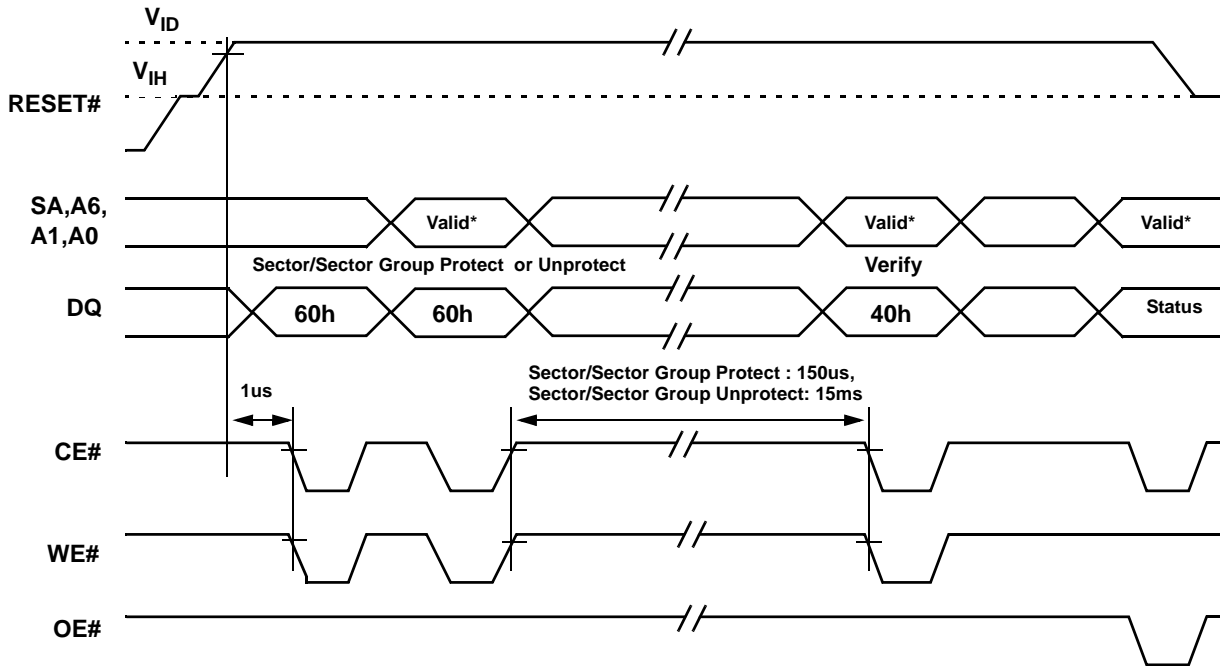 VID
VIH
RESET#
SA,A6,
A1,A0
Valid*
Valid*
Valid*
Sector/Sector Group Protect or Unprotect
Verify
DQ
60h
60h
40h
Status
1us
Sector/Sector Group Protect : 150us,
Sector/Sector Group Unprotect: 15ms
CE#
WE#
OE#